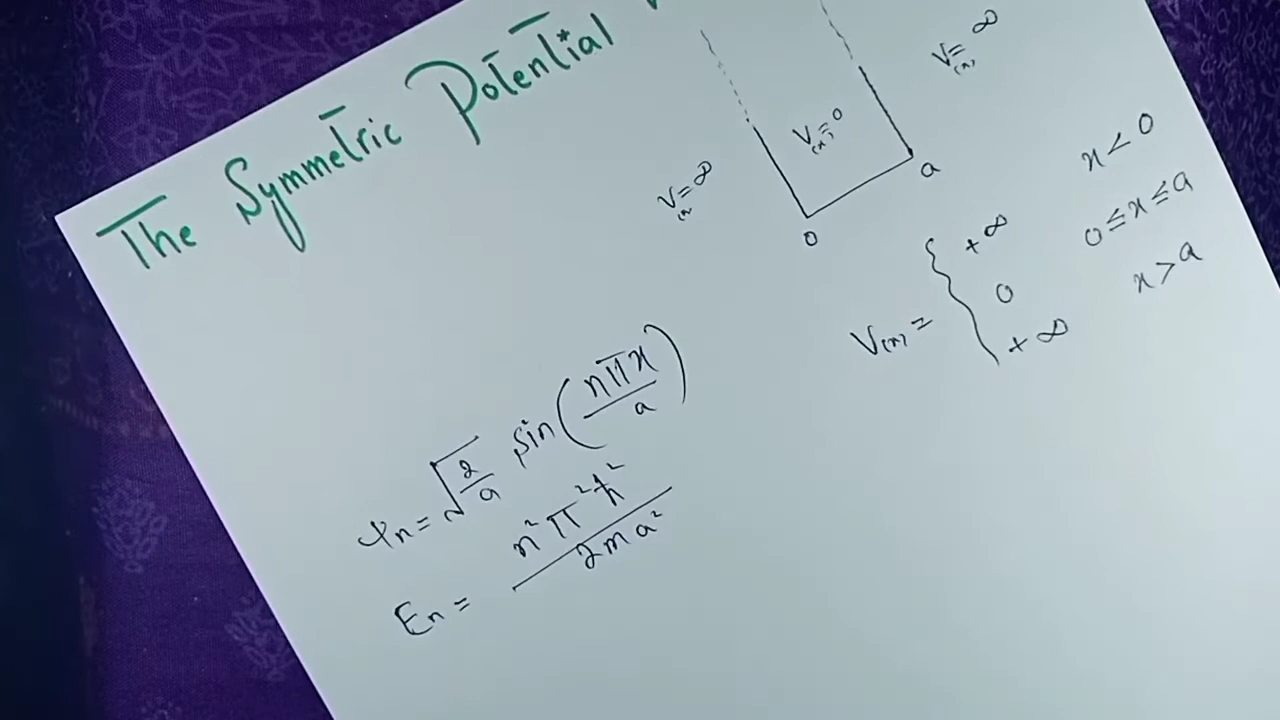 The Symmetric Potential
V(x)=∞
V(x)=0
V(x)=∞
0
a
V(x) = { +∞ x < 0
0 0 ≤ x ≤ a
+∞ x > a
ψn = √(2/a) sin(nπx/a)
En = n²π²ħ²/2ma²